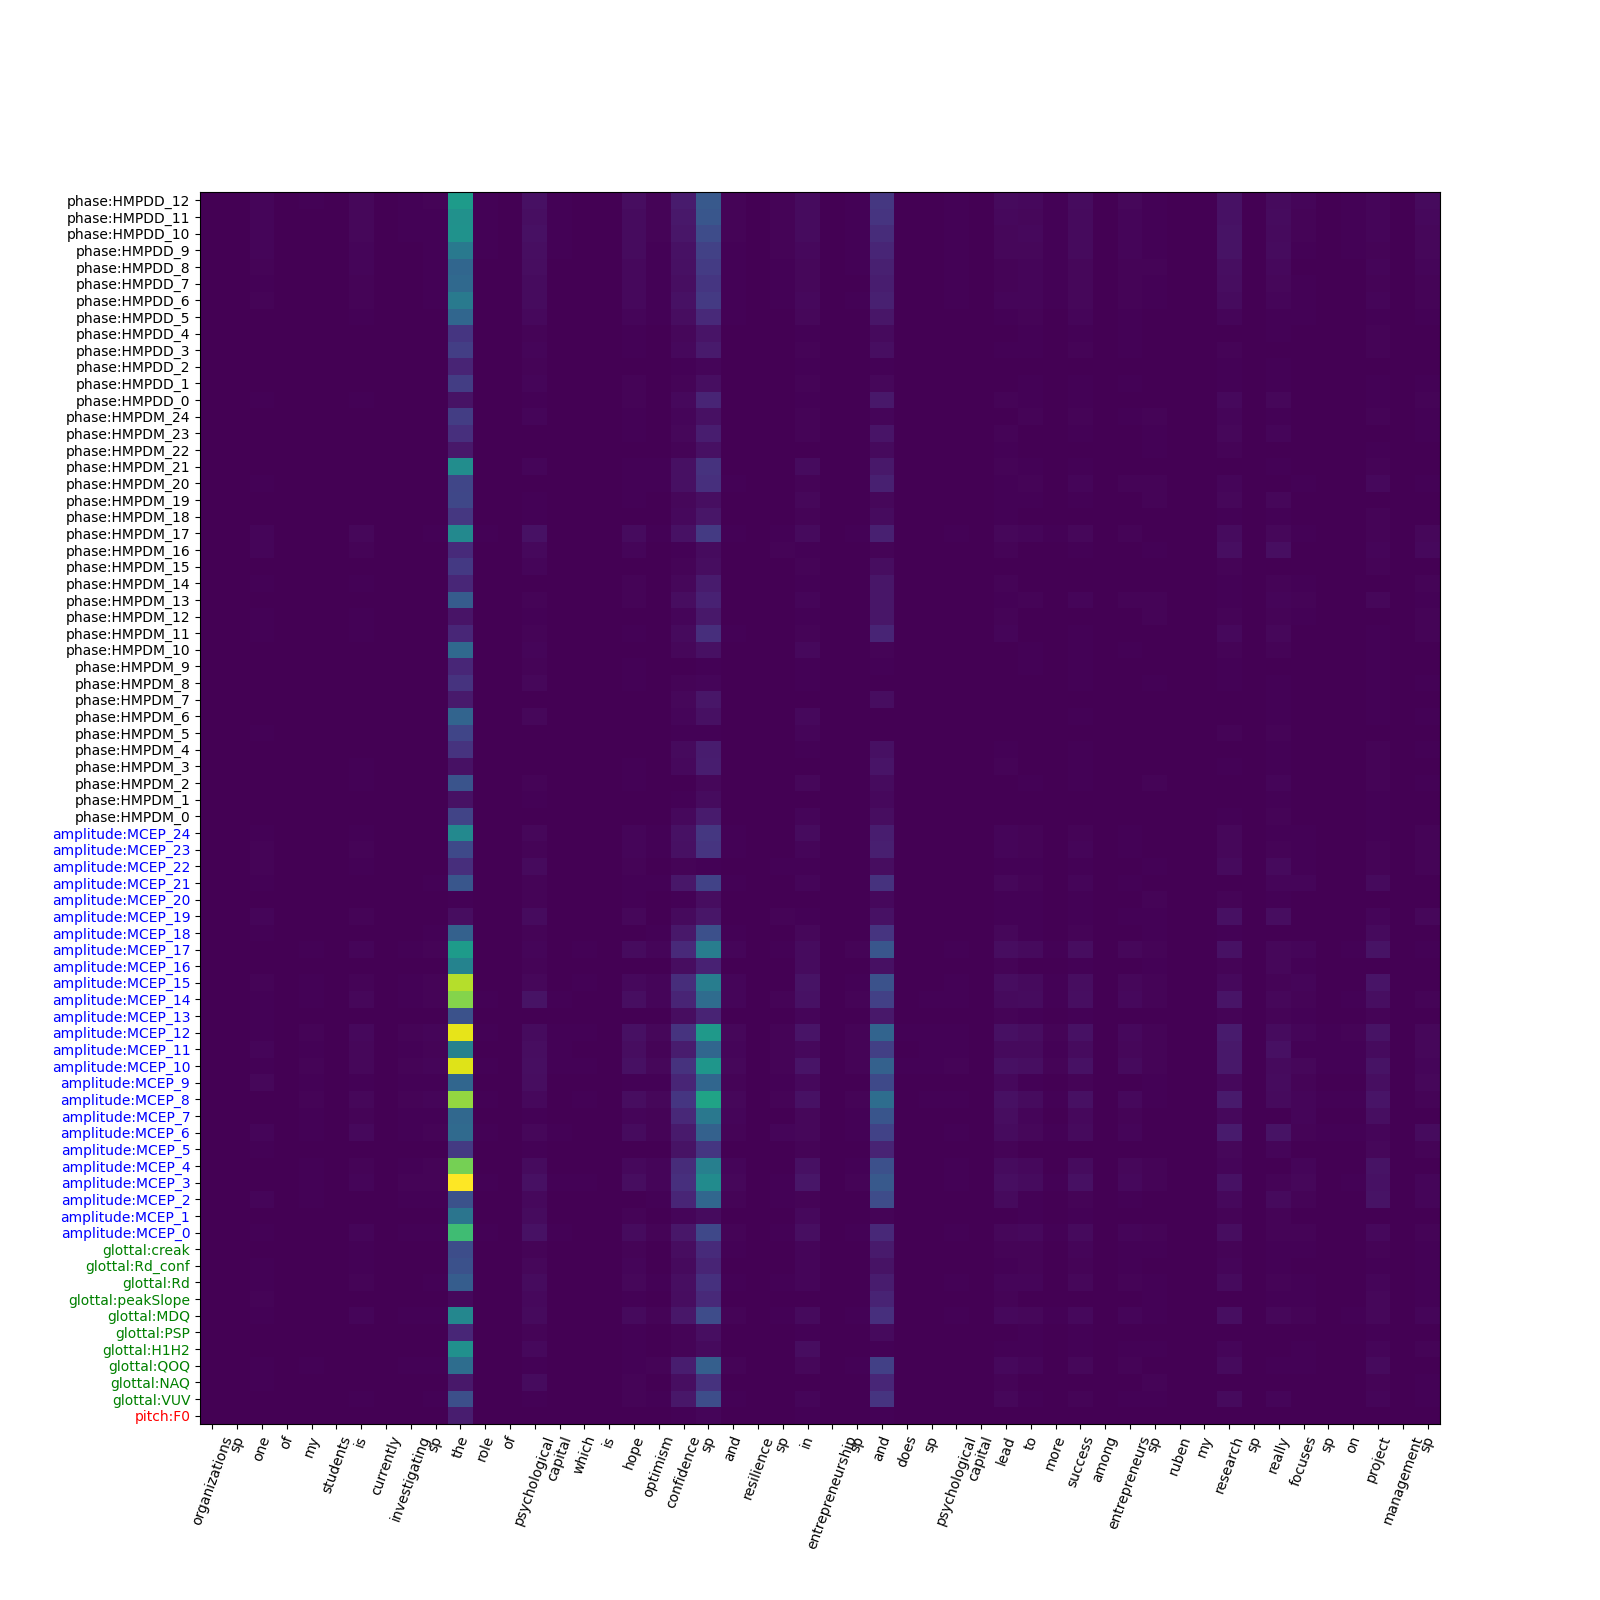 phase:HMPDD_12
phase:HMPDD_11
phase:HMPDD_10
phase:HMPDD_9
phase:HMPDD_8
phase:HMPDD_7
phase:HMPDD_6
phase:HMPDD_5
phase:HMPDD_4
phase:HMPDD_3
phase:HMPDD_2
phase:HMPDD_1
phase:HMPDD_0
phase:HMPDM_24
phase:HMPDM_23
phase:HMPDM_22
phase:HMPDM_21
phase:HMPDM_20
phase:HMPDM_19
phase:HMPDM_18
phase:HMPDM_17
phase:HMPDM_16
phase:HMPDM_15
phase:HMPDM_14
phase:HMPDM_13
phase:HMPDM_12
phase:HMPDM_11
phase:HMPDM_10
phase:HMPDM_9
phase:HMPDM_8
phase:HMPDM_7
phase:HMPDM_6
phase:HMPDM_5
phase:HMPDM_4
phase:HMPDM_3
phase:HMPDM_2
phase:HMPDM_1
phase:HMPDM_0
amplitude:MCEP_24
amplitude:MCEP_23
amplitude:MCEP_22
amplitude:MCEP_21
amplitude:MCEP_20
amplitude:MCEP_19
amplitude:MCEP_18
amplitude:MCEP_17
amplitude:MCEP_16
amplitude:MCEP_15
amplitude:MCEP_14
amplitude:MCEP_13
amplitude:MCEP_12
amplitude:MCEP_11
amplitude:MCEP_10
amplitude:MCEP_9
amplitude:MCEP_8
amplitude:MCEP_7
amplitude:MCEP_6
amplitude:MCEP_5
amplitude:MCEP_4
amplitude:MCEP_3
amplitude:MCEP_2
amplitude:MCEP_1
amplitude:MCEP_0
glottal:creak
glottal:Rd_conf
glottal:Rd
glottal:peakSlope
glottal:MDQ
glottal:PSP
glottal:H1H2
glottal:QOQ
glottal:NAQ
glottal:VUV
pitch:F0
organizations
sp
one
of
my
students
is
currently
investigating
sp
the
role
of
psychological
capital
which
is
hope
optimism
confidence
sp
and
resilience
sp
in
entrepreneurship
sp
and
does
sp
psychological
capital
lead
to
more
success
among
entrepreneurs
sp
ruben
my
research
sp
really
focuses
sp
on
project
management
sp